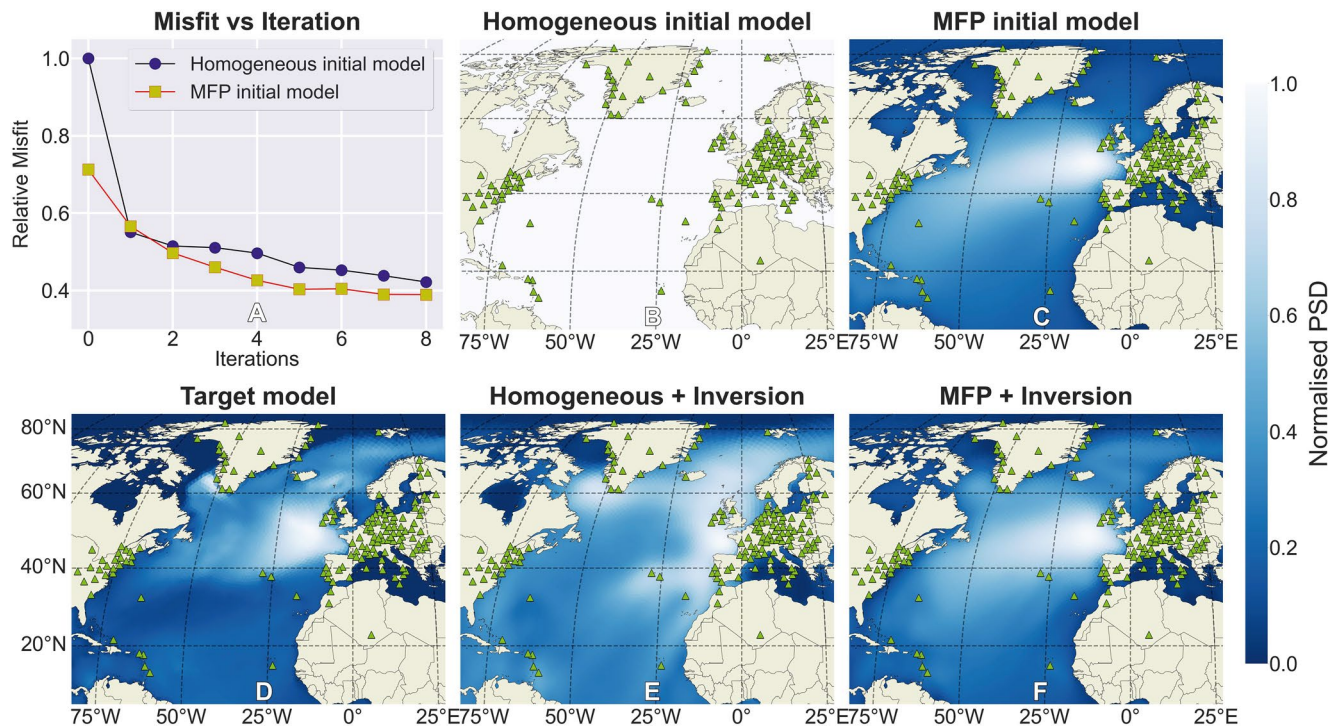 Misfit vs Iteration
Homogeneous initial model
MFP initial model
1.0
0.8
0.6
0.4
Relative Misfit
Homogeneous initial model
MFP initial model
A
0 2 4 6 8
Iterations
B
75°W 50°W 25°W 0° 25°E
C
75°W 50°W 25°W 0° 25°E
Target model
Homogeneous + Inversion
MFP + Inversion
80°N
60°N
40°N
20°N
D
75°W 50°W 25°W 0° 25°E
E
75°W 50°W 25°W 0° 25°E
F
75°W 50°W 25°W 0° 25°E
1.0
0.8
0.6
0.4
0.2
0.0
Normalised PSD